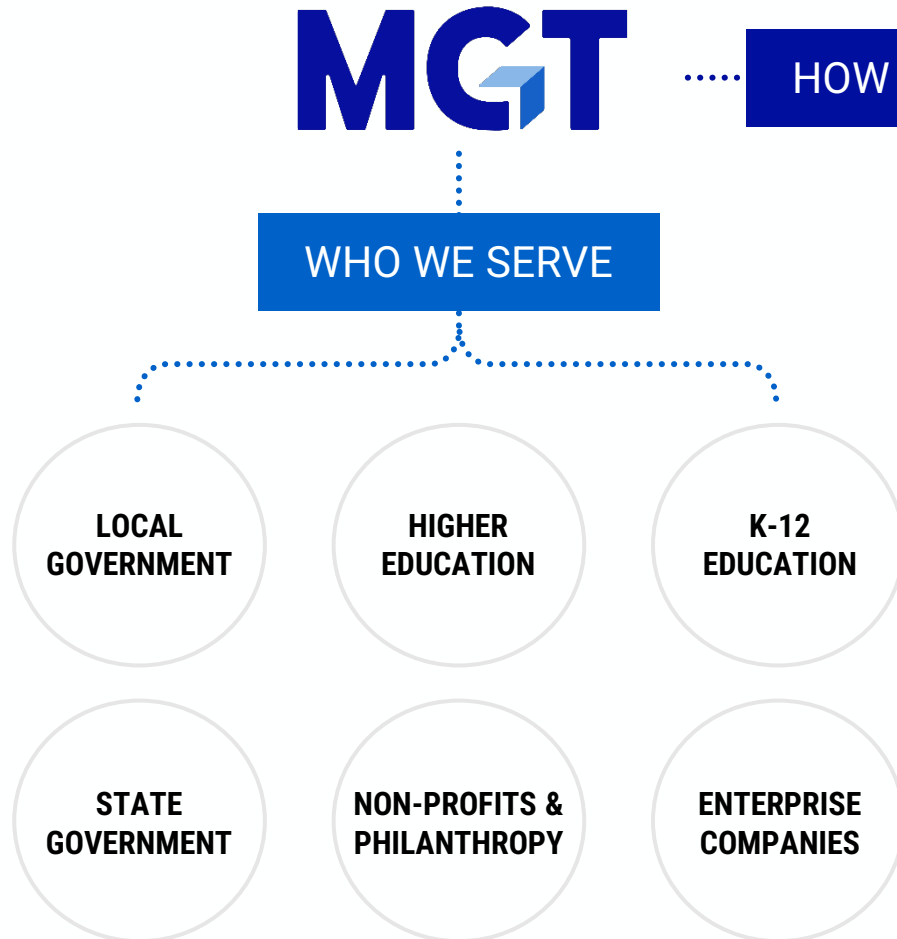 MGT
HOW
WHO WE SERVE
LOCAL
GOVERNMENT
HIGHER
EDUCATION
K-12
EDUCATION
STATE
GOVERNMENT
NON-PROFITS &
PHILANTHROPY
ENTERPRISE
COMPANIES